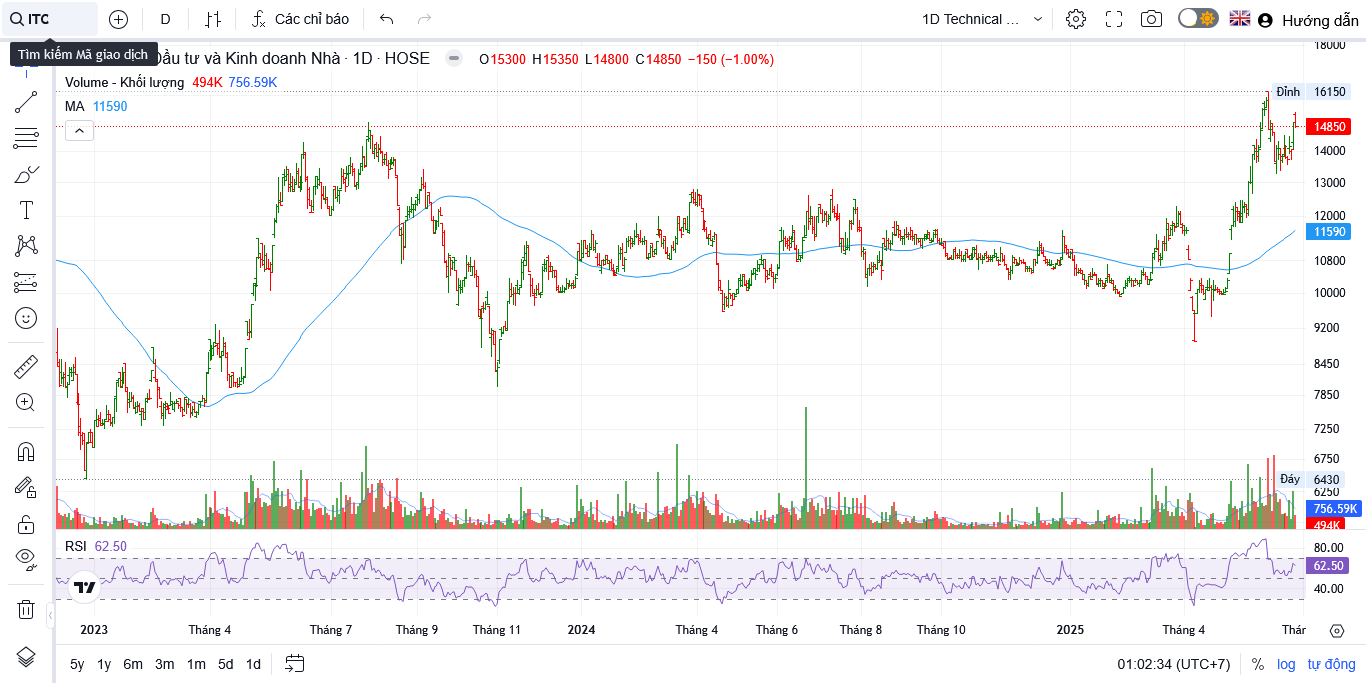 ITC
D
Các chỉ báo
1D Technical ...
Hướng dẫn
Tìm kiếm Mã giao dịch
Đầu tư và Kinh doanh Nhà · 1D · HOSE
O15300 H15350 L14800 C14850 −150 (−1.00%)
Volume - Khối lượng 494K 756.59K
MA 11590
18000
Đỉnh 16150
14850
14000
13000
12000
11590
10800
10000
9200
8450
7850
7250
6750
Đáy 6430
6250
756.59K
494K
RSI 62.50
80.00
62.50
40.00
2023 Tháng 4 Tháng 7 Tháng 9 Tháng 11 2024 Tháng 4 Tháng 6 Tháng 8 Tháng 10 2025 Tháng 4 Thár
5y 1y 6m 3m 1m 5d 1d
01:02:34 (UTC+7) % log tự động